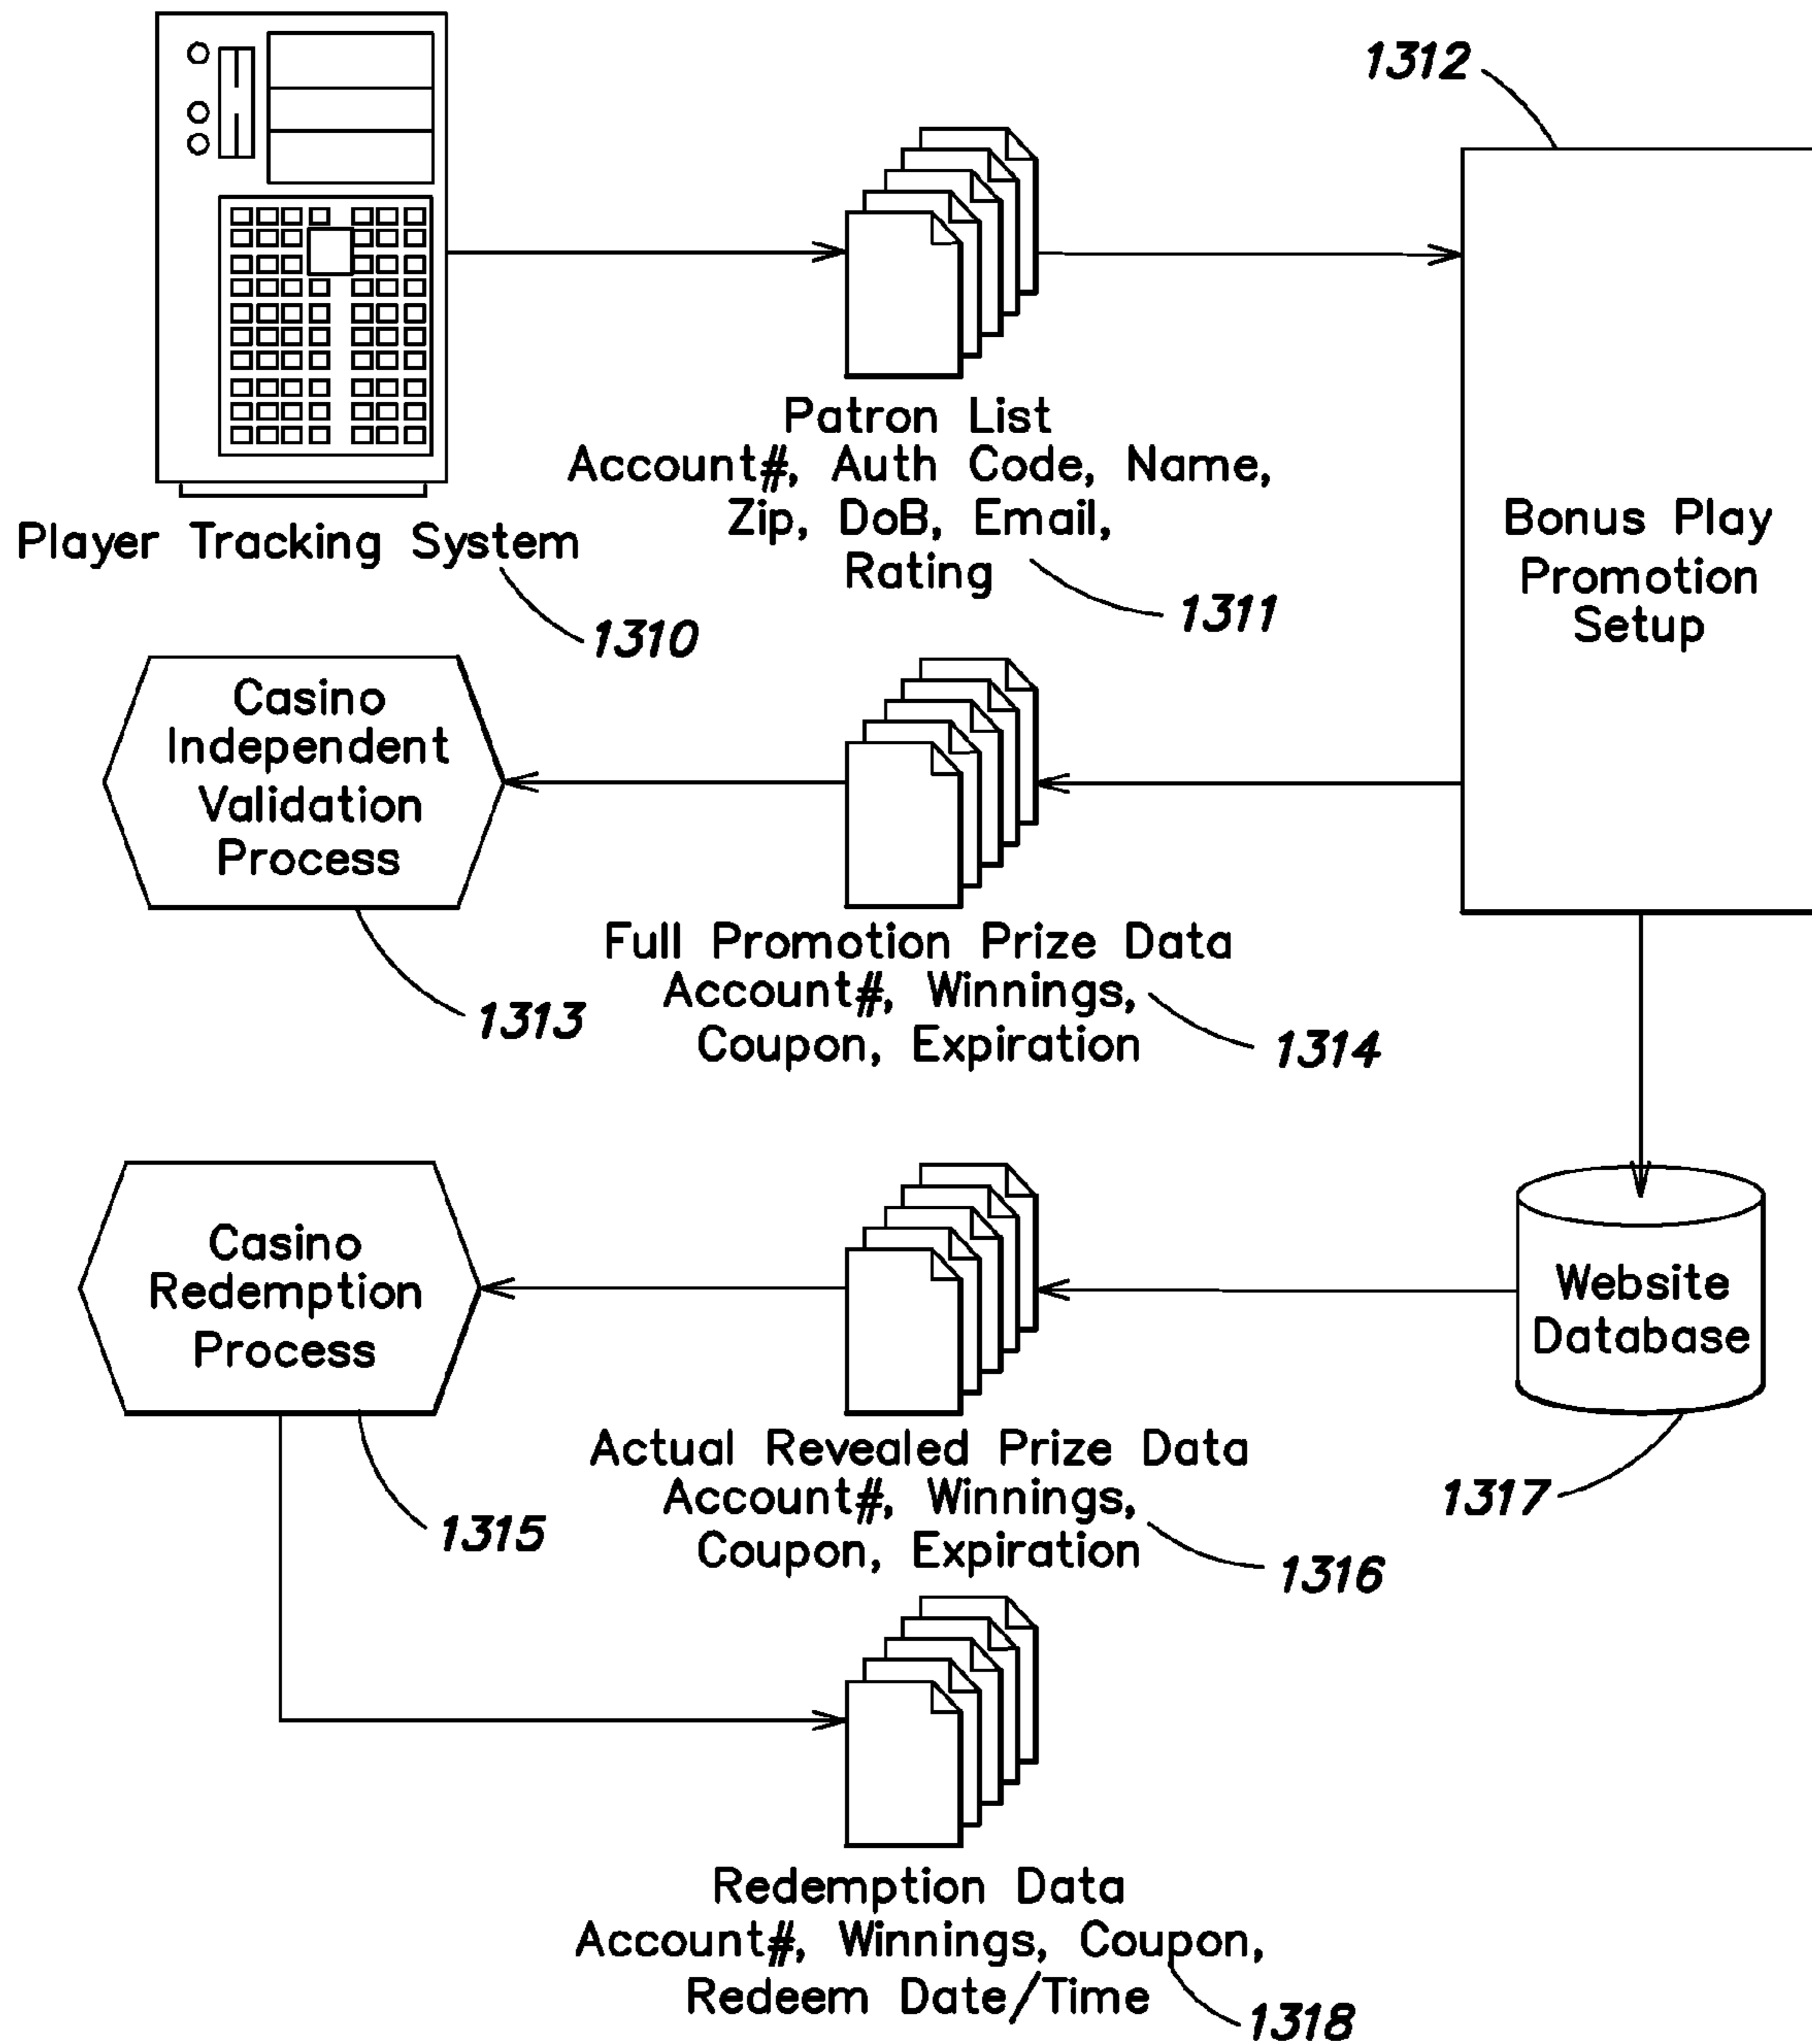 1312
Patron List
Account#, Auth Code, Name,
Zip, DoB, Email,
Rating
1311
Player Tracking System
1310
Bonus Play
Promotion
Setup
Casino
Independent
Validation
Process
1313
Full Promotion Prize Data
Account#, Winnings,
Coupon, Expiration
1314
Casino
Redemption
Process
1315
Actual Revealed Prize Data
Account#, Winnings,
Coupon, Expiration
1316
Website
Database
1317
Redemption Data
Account#, Winnings, Coupon,
Redeem Date/Time
1318